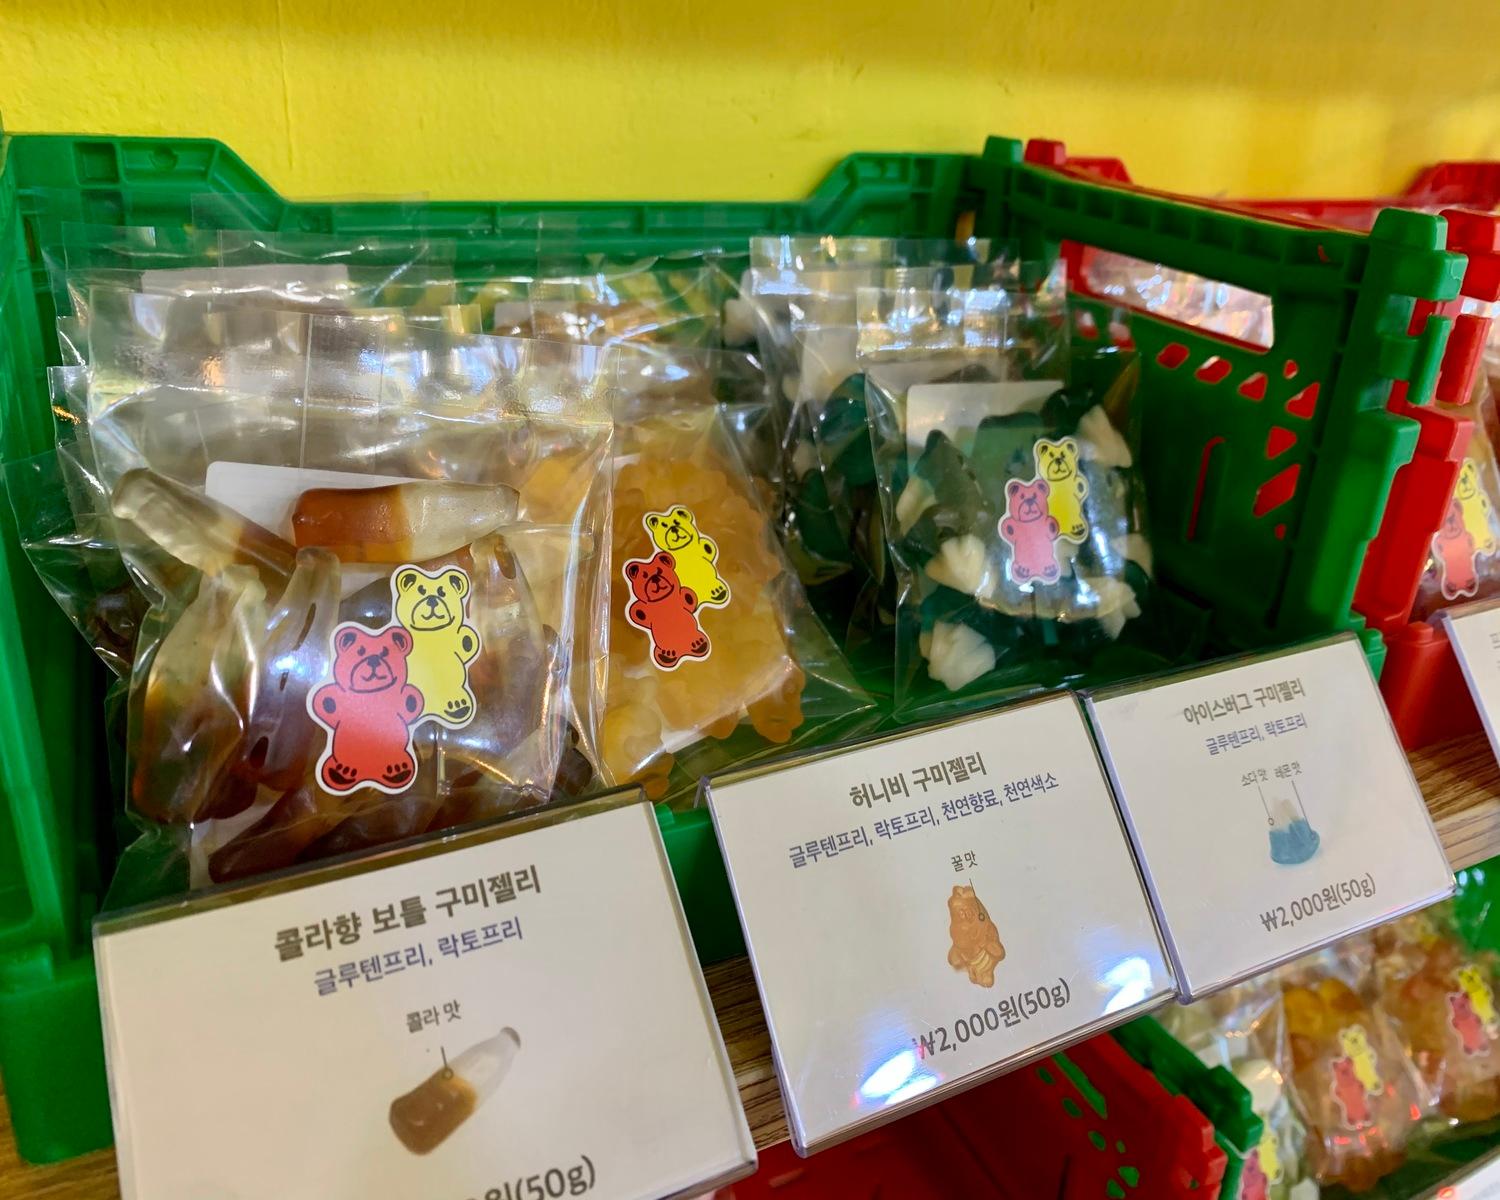 콜라향 보틀 구미젤리
글루텐프리, 락토프리
콜라 맛
원(50g)
허니비 구미젤리
글루텐프리, 락토프리, 천연향료, 천연색소
꿀 맛
₩2,000원(50g)
아이스버그 구미젤리
글루텐프리, 락토프리
소다 맛 레몬 맛
₩2,000원(50g)